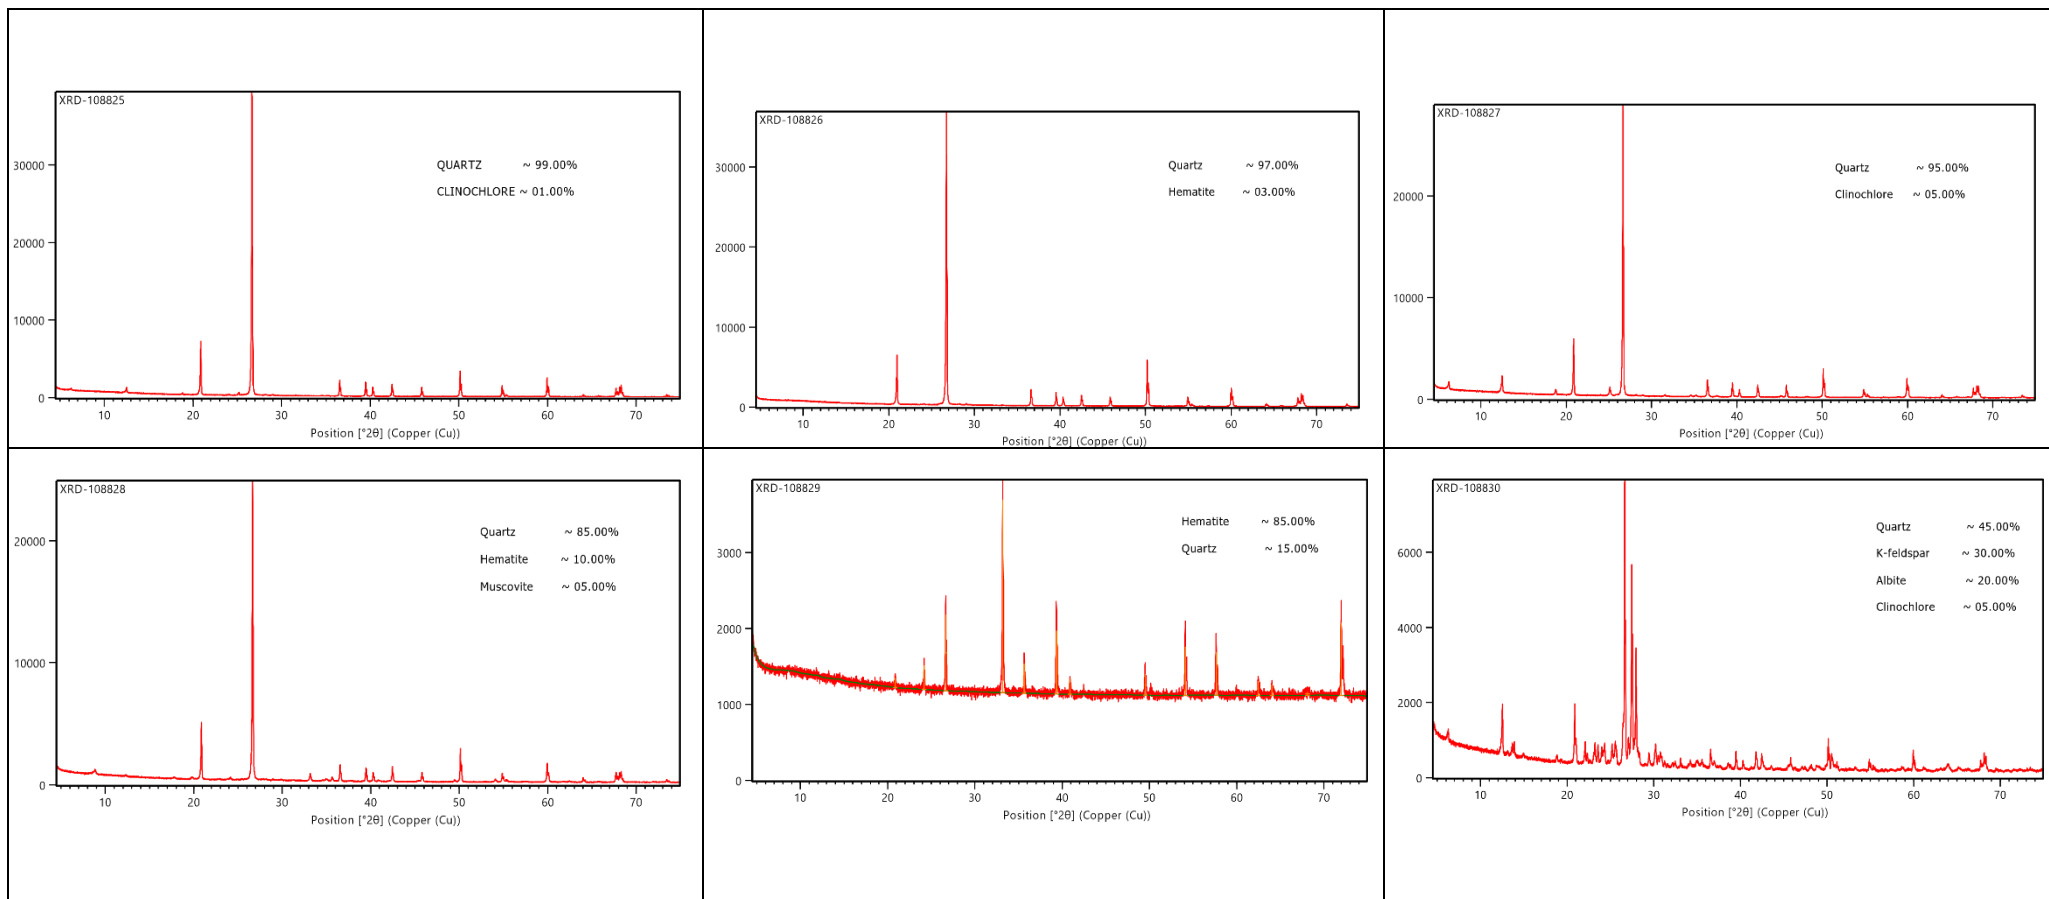 XRD-108825
QUARTZ ~ 99.00%
CLINOCHLORE ~ 01.00%
30000
20000
10000
0
10 20 30 40 50 60 70
Position [°2θ] (Copper (Cu))
XRD-108826
Quartz ~ 97.00%
Hematite ~ 03.00%
30000
20000
10000
0
10 20 30 40 50 60 70
Position [°2θ] (Copper (Cu))
XRD-108827
Quartz ~ 95.00%
Clinochlore ~ 05.00%
20000
10000
0
10 20 30 40 50 60 70
Position [°2θ] (Copper (Cu))
XRD-108828
Quartz ~ 85.00%
Hematite ~ 10.00%
Muscovite ~ 05.00%
20000
10000
0
10 20 30 40 50 60 70
Position [°2θ] (Copper (Cu))
XRD-108829
Hematite ~ 85.00%
Quartz ~ 15.00%
3000
2000
1000
0
10 20 30 40 50 60 70
Position [°2θ] (Copper (Cu))
XRD-108830
Quartz ~ 45.00%
K-feldspar ~ 30.00%
Albite ~ 20.00%
Clinochlore ~ 05.00%
6000
4000
2000
0
10 20 30 40 50 60 70
Position [°2θ] (Copper (Cu))